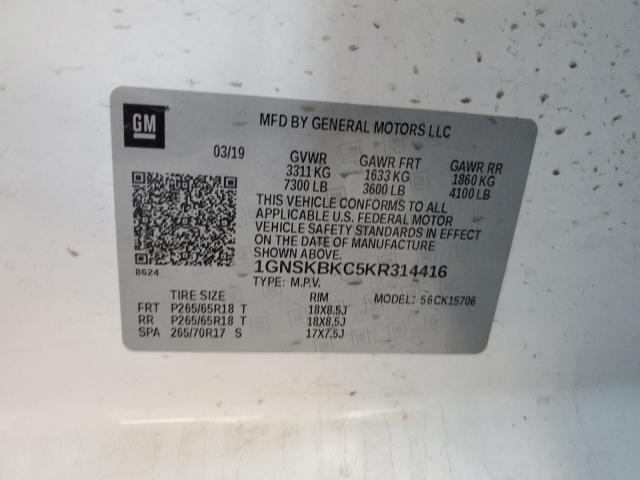 GM
MFD BY GENERAL MOTORS LLC
03/19 GVWR GAWR FRT GAWR RR
3311 KG 1633 KG 1860 KG
7300 LB 3600 LB 4100 LB
THIS VEHICLE CONFORMS TO ALL
APPLICABLE U.S. FEDERAL MOTOR
VEHICLE SAFETY STANDARDS IN EFFECT
ON THE DATE OF MANUFACTURE
SHOWN ABOVE.
8624
1GNSKBKC5KR314416
TYPE: M.P.V. MODEL: 56CK15706
TIRE SIZE RIM
FRT P265/65R18 T 18X8.5J
RR P265/65R18 T 18X8.5J
SPA 265/70R17 S 17X7.5J